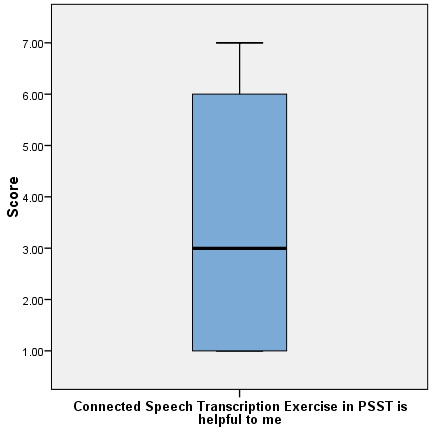 7.00
6.00
5.00
4.00
3.00
2.00
1.00
Score
Connected Speech Transcription Exercise in PSST is
helpful to me